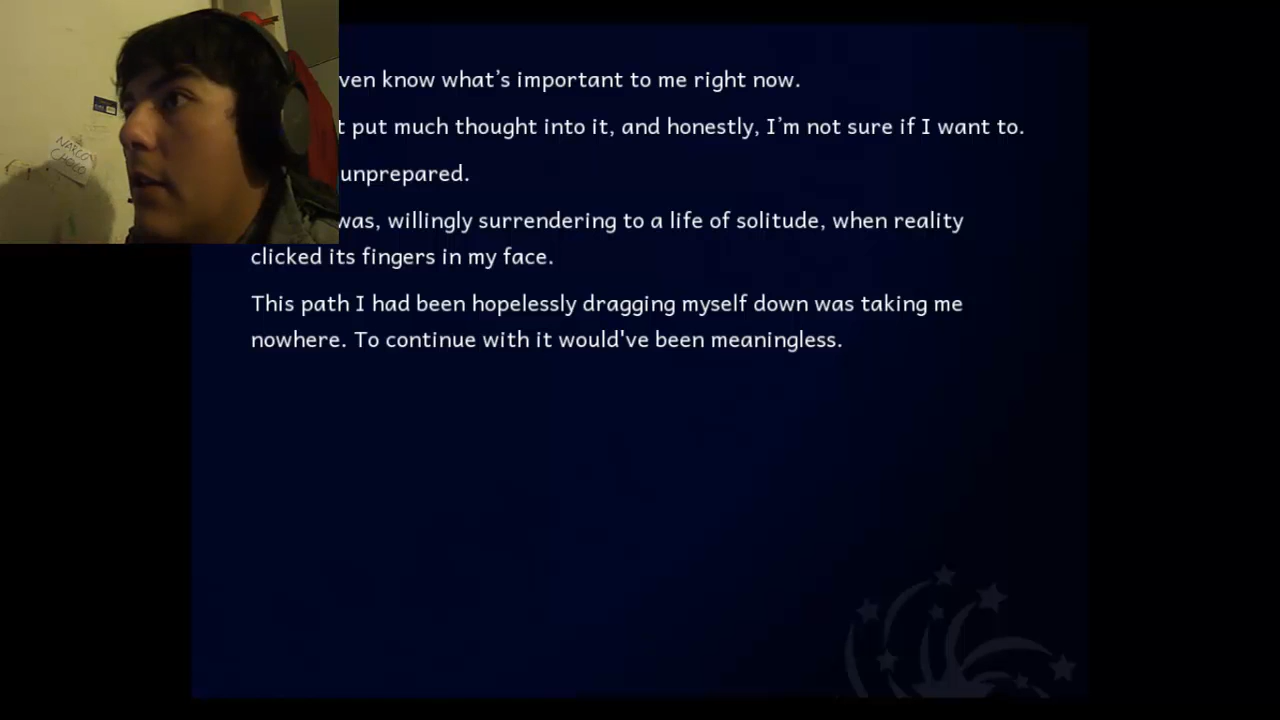 ven know what’s important to me right now.
t put much thought into it, and honestly, I’m not sure if I want to.
unprepared.
was, willingly surrendering to a life of solitude, when reality
clicked its fingers in my face.
This path I had been hopelessly dragging myself down was taking me
nowhere. To continue with it would've been meaningless.
NARCO
CHOLO